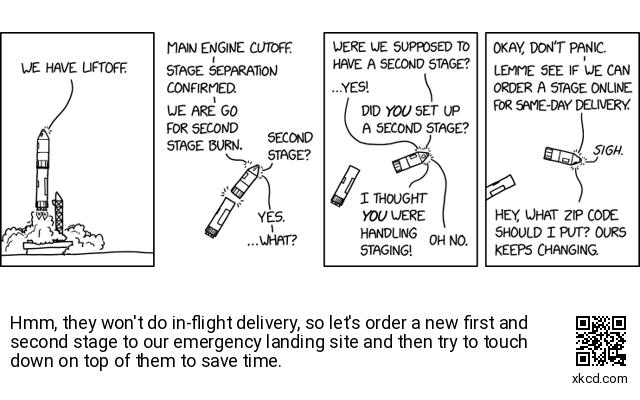 WE HAVE LIFTOFF.
MAIN ENGINE CUTOFF.
STAGE SEPARATION
CONFIRMED.
WE ARE GO
FOR SECOND
STAGE BURN.
SECOND
STAGE?
YES.
...WHAT?
WERE WE SUPPOSED TO
HAVE A SECOND STAGE?
...YES!
DID YOU SET UP
A SECOND STAGE?
I THOUGHT
YOU WERE
HANDLING
STAGING!
OH NO.
OKAY, DON'T PANIC.
LEMME SEE IF WE CAN
ORDER A STAGE ONLINE
FOR SAME-DAY DELIVERY.
SIGH.
HEY, WHAT ZIP CODE
SHOULD I PUT? OURS
KEEPS CHANGING.
Hmm, they won't do in-flight delivery, so let's order a new first and
second stage to our emergency landing site and then try to touch
down on top of them to save time.
xkcd.com